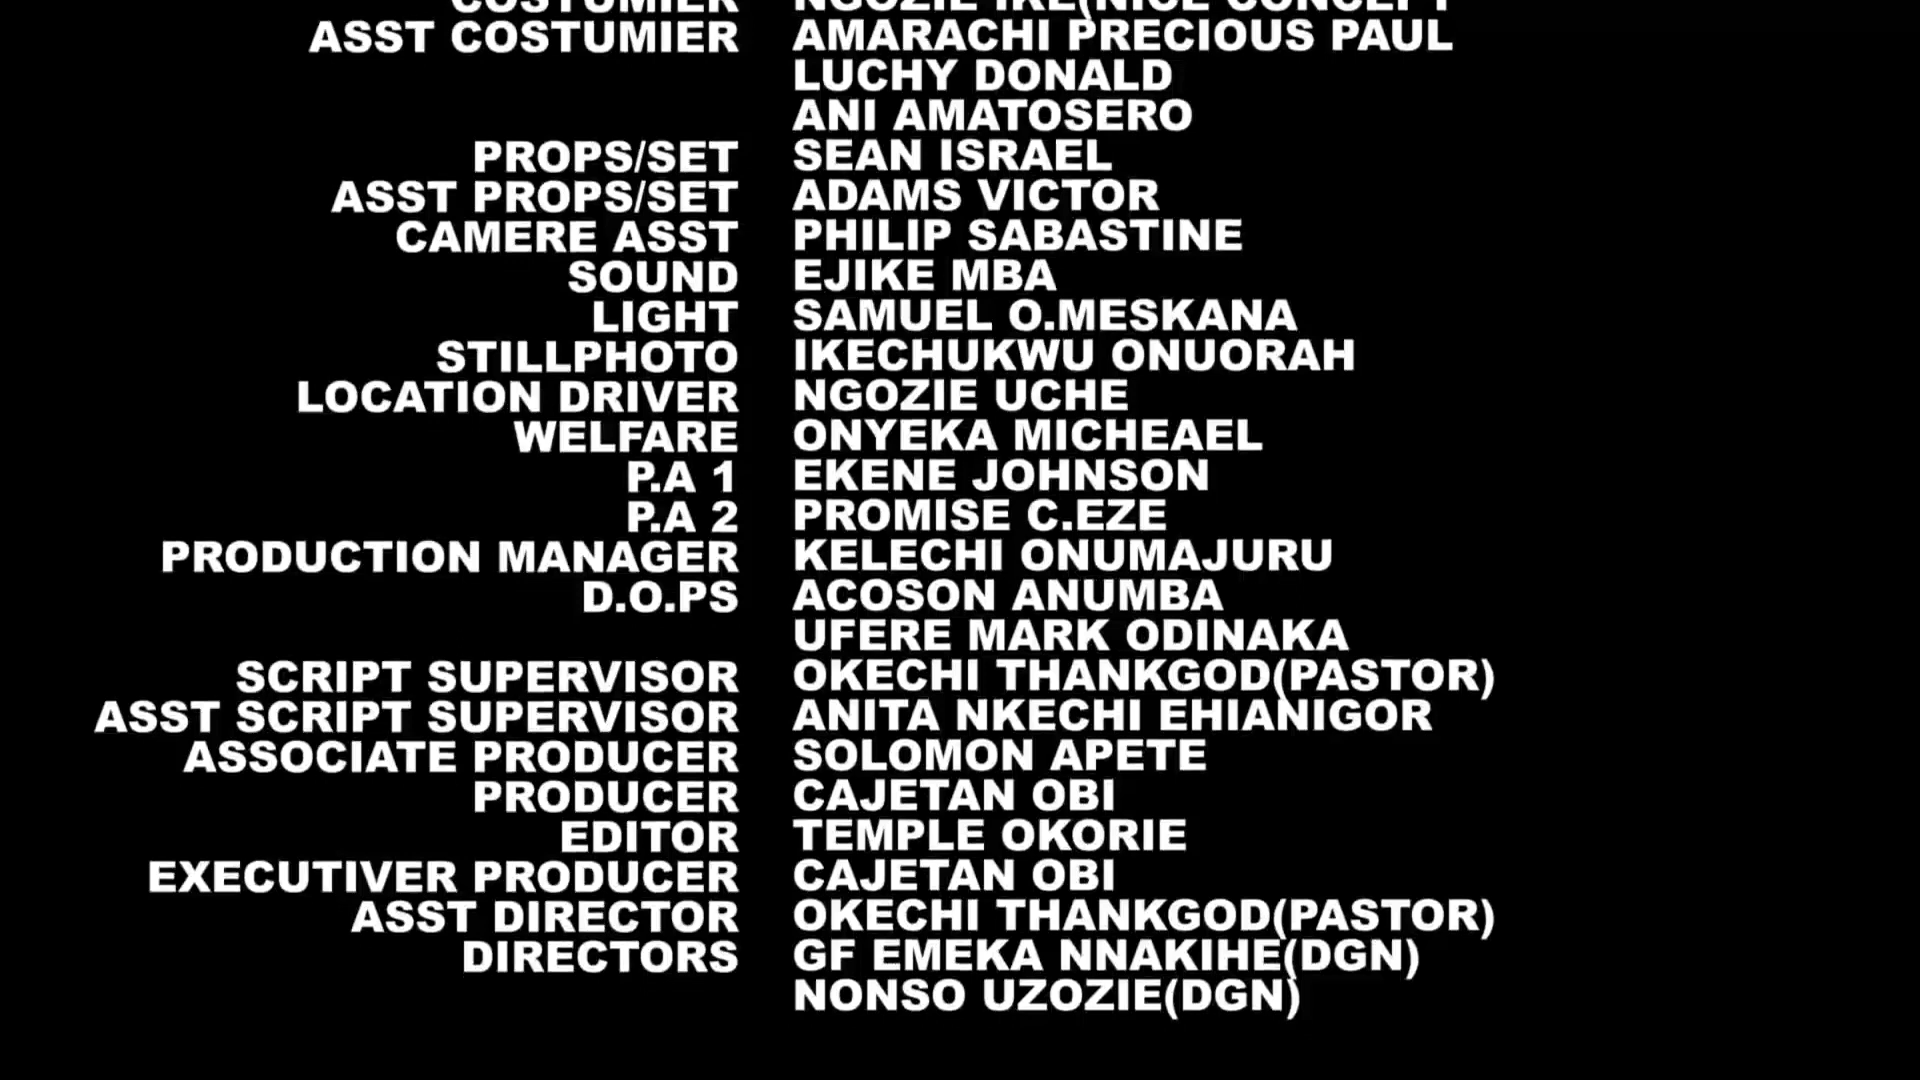 COSTUMIER NGOZIE IKE(NICE CONCEPT
ASST COSTUMIER AMARACHI PRECIOUS PAUL
LUCHY DONALD
ANI AMATOSERO
PROPS/SET SEAN ISRAEL
ASST PROPS/SET ADAMS VICTOR
CAMERE ASST PHILIP SABASTINE
SOUND EJIKE MBA
LIGHT SAMUEL O.MESKANA
STILLPHOTO IKECHUKWU ONUORAH
LOCATION DRIVER NGOZIE UCHE
WELFARE ONYEKA MICHEAEL
P.A 1 EKENE JOHNSON
P.A 2 PROMISE C.EZE
PRODUCTION MANAGER KELECHI ONUMAJURU
D.O.PS ACOSON ANUMBA
UFERE MARK ODINAKA
SCRIPT SUPERVISOR OKECHI THANKGOD(PASTOR)
ASST SCRIPT SUPERVISOR ANITA NKECHI EHIANIGOR
ASSOCIATE PRODUCER SOLOMON APETE
PRODUCER CAJETAN OBI
EDITOR TEMPLE OKORIE
EXECUTIVER PRODUCER CAJETAN OBI
ASST DIRECTOR OKECHI THANKGOD(PASTOR)
DIRECTORS GF EMEKA NNAKIHE(DGN)
NONSO UZOZIE(DGN)